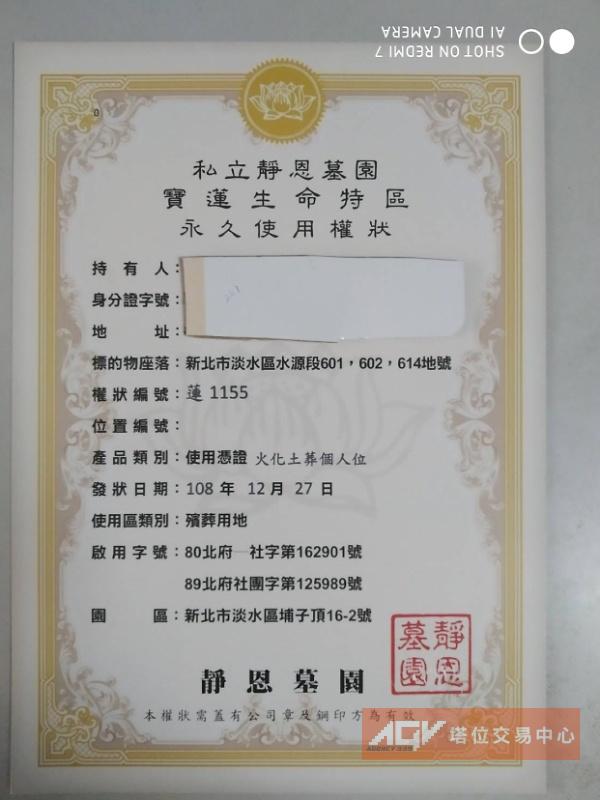 SHOT ON REDMI 7
AI DUAL CAMERA
私立靜恩墓園
寶蓮生命特區
永久使用權狀
持有人：
身分證字號：
地址：
標的物座落：新北市淡水區水源段601，602，614地號
權狀編號：蓮 1155
位置編號：
產品類別：使用憑證 火化土葬個人位
發狀日期：108 年 12 月 27 日
使用區類別：殯葬用地
啟用字號：80北府 社字第162901號
89北府社團字第125989號
園區：新北市淡水區埔子頂16-2號
靜恩墓園
靜恩墓園
本權狀需蓋有公司章及鋼印方為有效
AGV 塔位交易中心